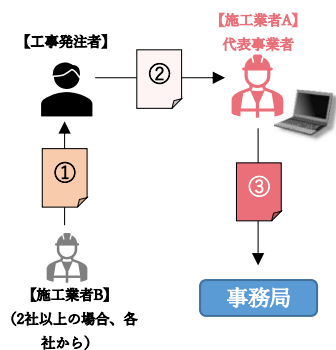 【施工業者A】
代表事業者
【工事発注者】
②
①
③
【施工業者B】
（2社以上の場合、各
社から）
事務局